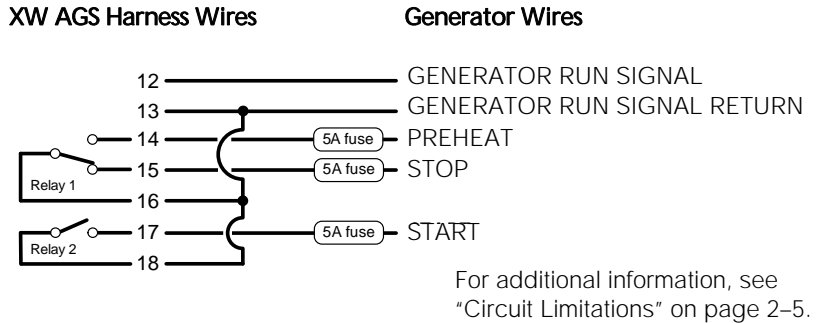 XW AGS Harness Wires
Generator Wires
12 GENERATOR RUN SIGNAL
13 GENERATOR RUN SIGNAL RETURN
14 5A fuse PREHEAT
15 5A fuse STOP
Relay 1
16
17 5A fuse START
Relay 2
18
For additional information, see
"Circuit Limitations" on page 2–5.